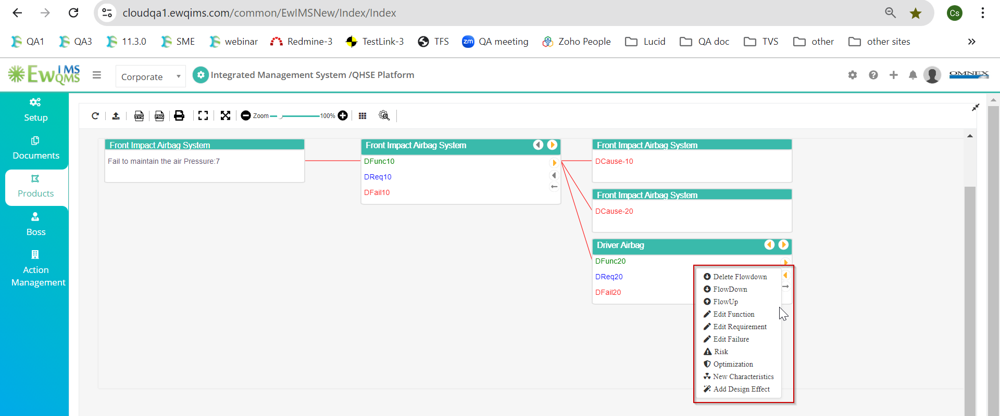 cloudqa1.ewqims.com/common/EwIMSNew/Index/Index
Cs
QA1 QA3 11.3.0 SME webinar Redmine-3 TestLink-3 TFS zm QA meeting Zoho People Lucid QA doc TVS other other sites
EwIMS QMS Corporate Integrated Management System /QHSE Platform OMNEX
Setup
Documents
Products
Boss
Action
Management
SVG PNG Zoom 100%
Front Impact Airbag System
Fail to maintain the air Pressure:7
Front Impact Airbag System
DFunc10
DReq10
DFail10
Front Impact Airbag System
DCause-10
Front Impact Airbag System
DCause-20
Driver Airbag
DFunc20
DReq20
DFail20
Delete Flowdown
FlowDown
FlowUp
Edit Function
Edit Requirement
Edit Failure
Risk
Optimization
New Characteristics
Add Design Effect